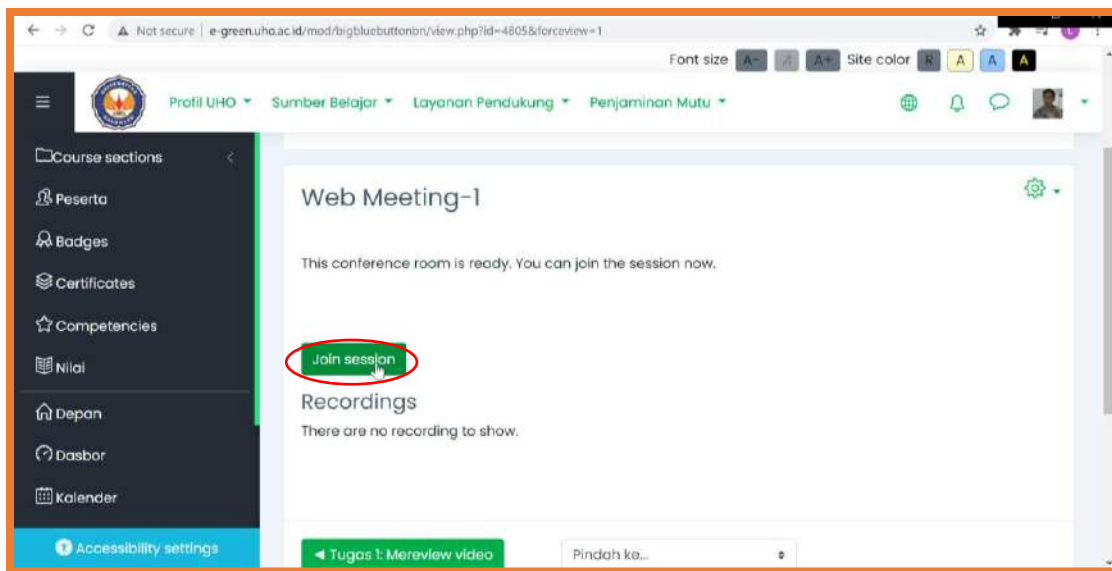 Not secure | e-green.uho.ac.id/mod/bigbluebuttonbn/view.php?id=4805&forceview=1
Font size A- A A+ Site color R A A A
Profil UHO Sumber Belajar Layanan Pendukung Penjaminan Mutu
Course sections
Peserta
Badges
Certificates
Competencies
Nilai
Depan
Dasbor
Kalender
Accessibility settings
Web Meeting-1
This conference room is ready. You can join the session now.
Join session
Recordings
There are no recording to show.
◄ Tugas 1: Mereview video
Pindah ke...